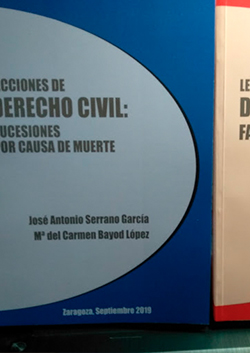 CCIONES DE
DERECHO CIVIL:
UCESIONES
OR CAUSA DE MUERTE
José Antonio Serrano García
Mª del Carmen Bayod López
Zaragoza, Septiembre 2019
LE
D
FA